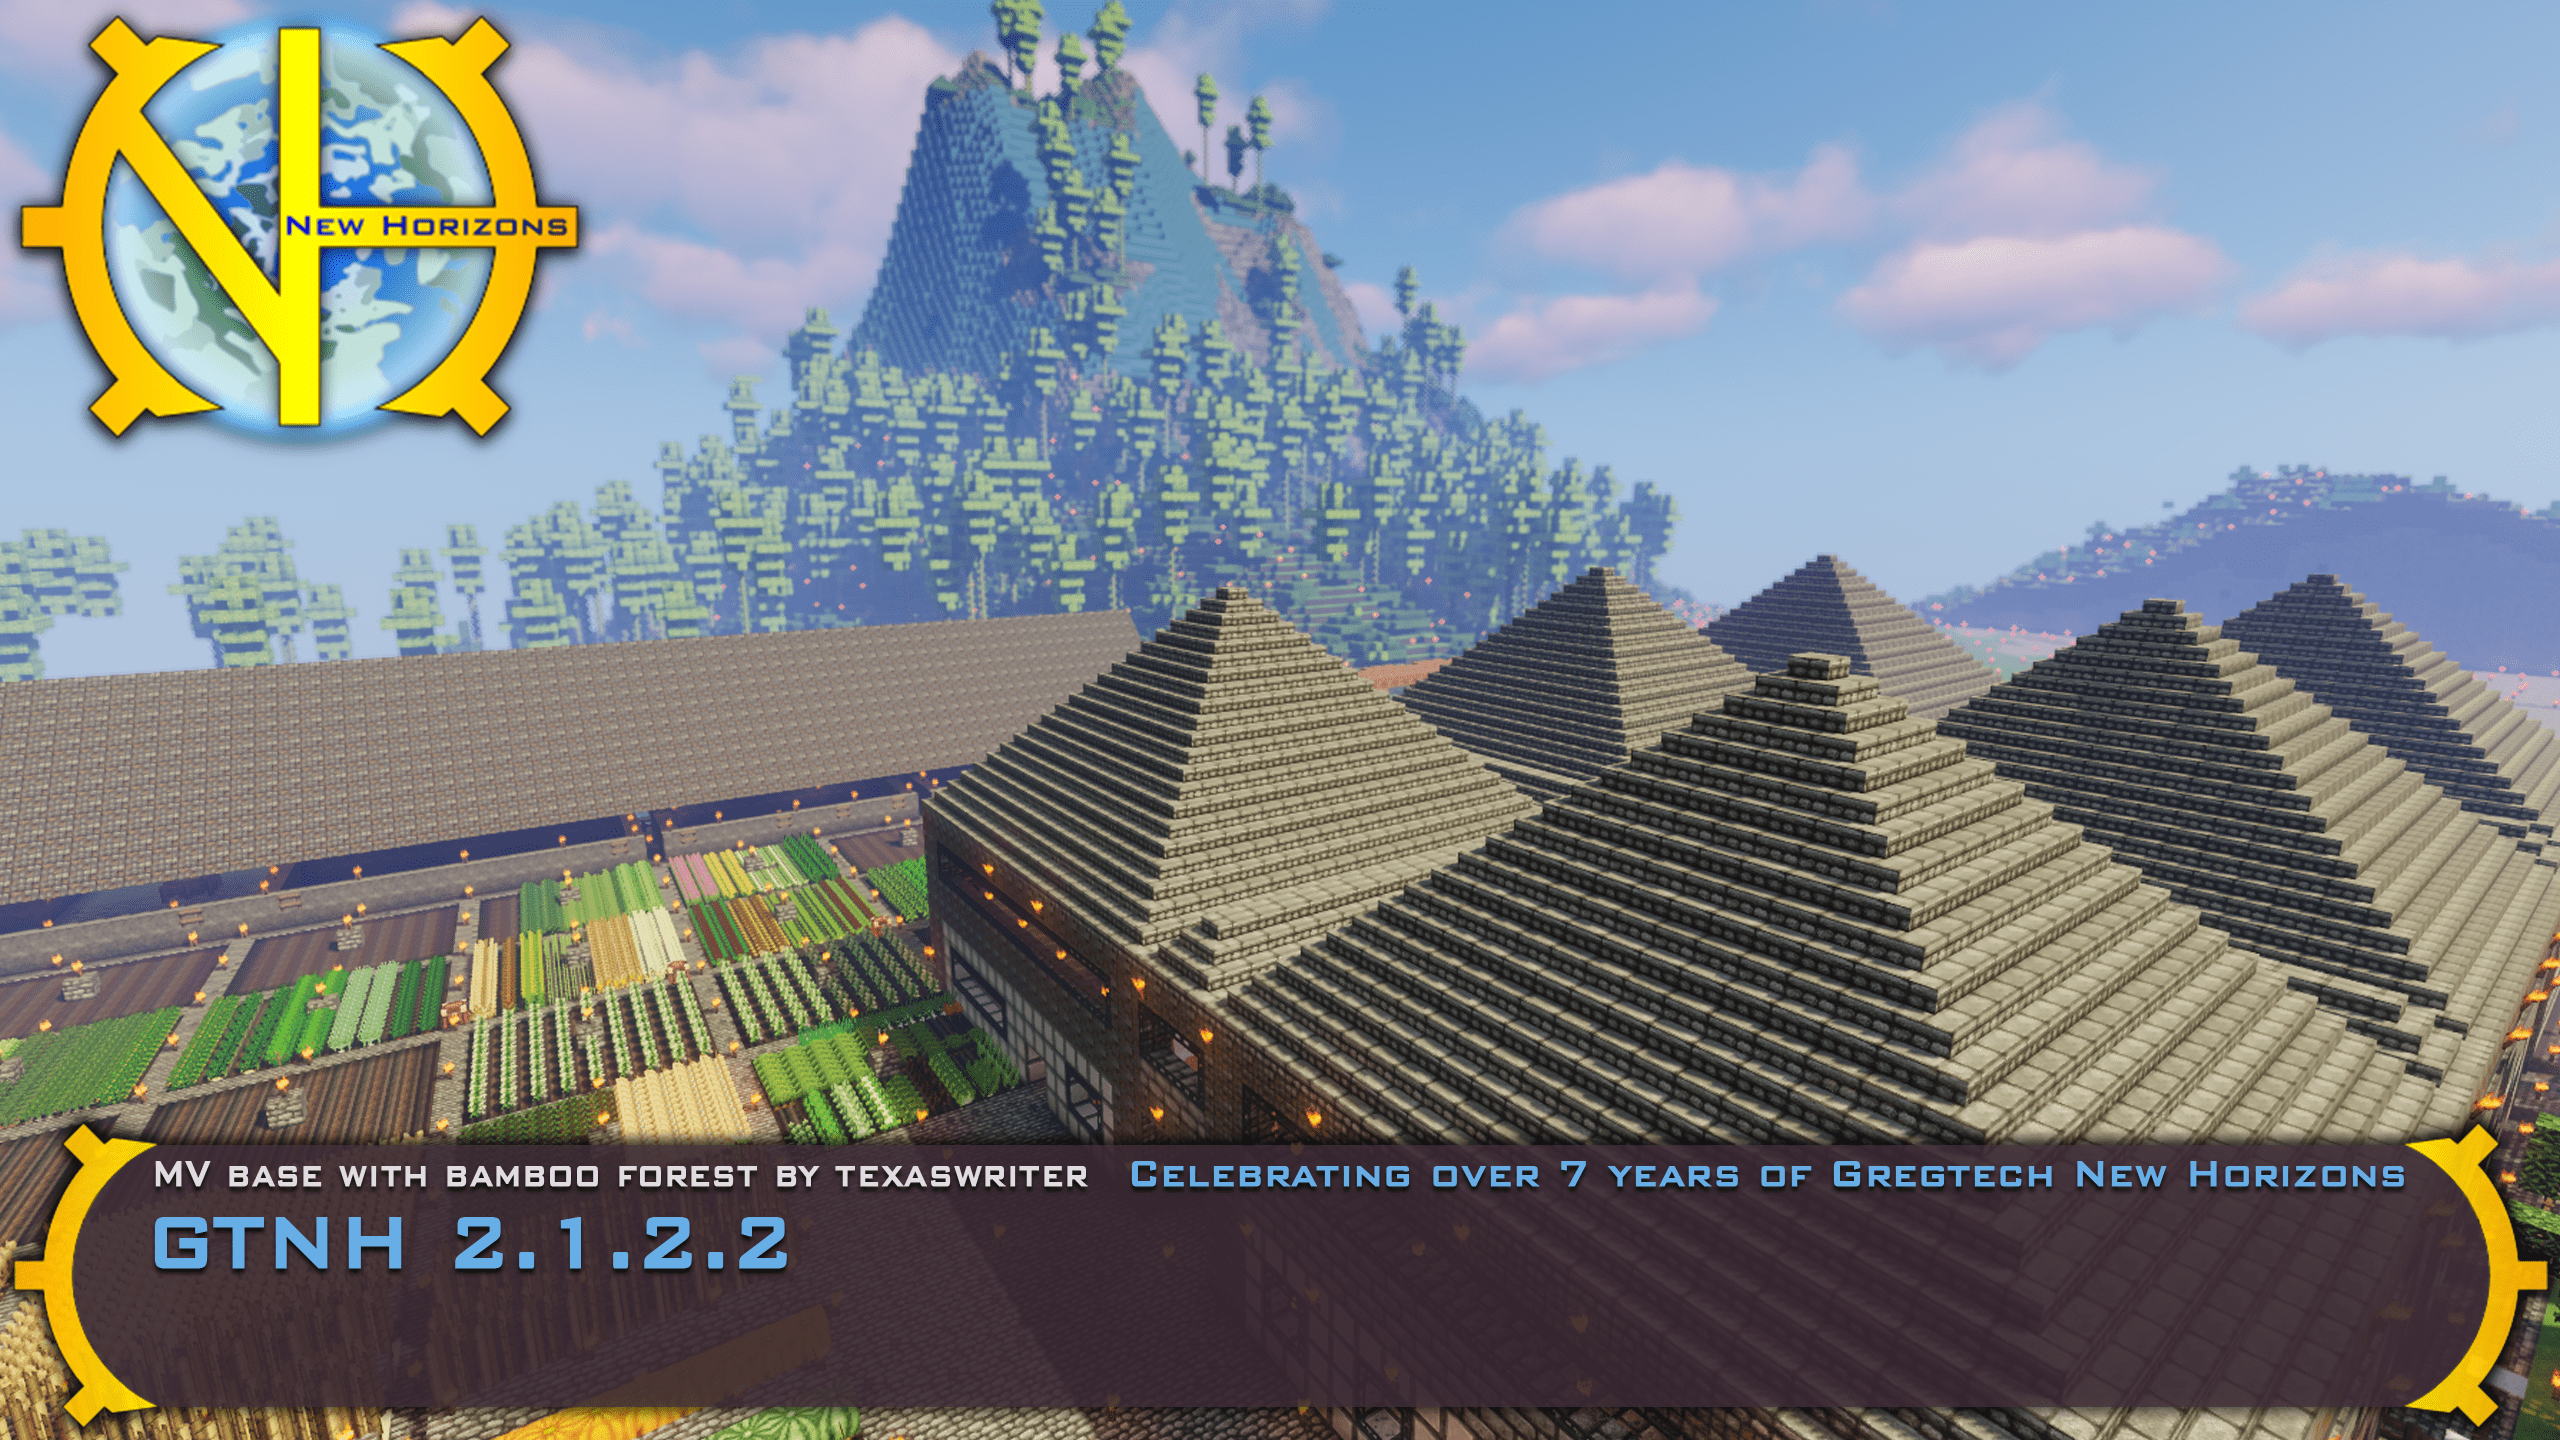 New Horizons
MV base with bamboo forest by texaswriter Celebrating over 7 years of Gregtech New Horizons
GTNH 2.1.2.2